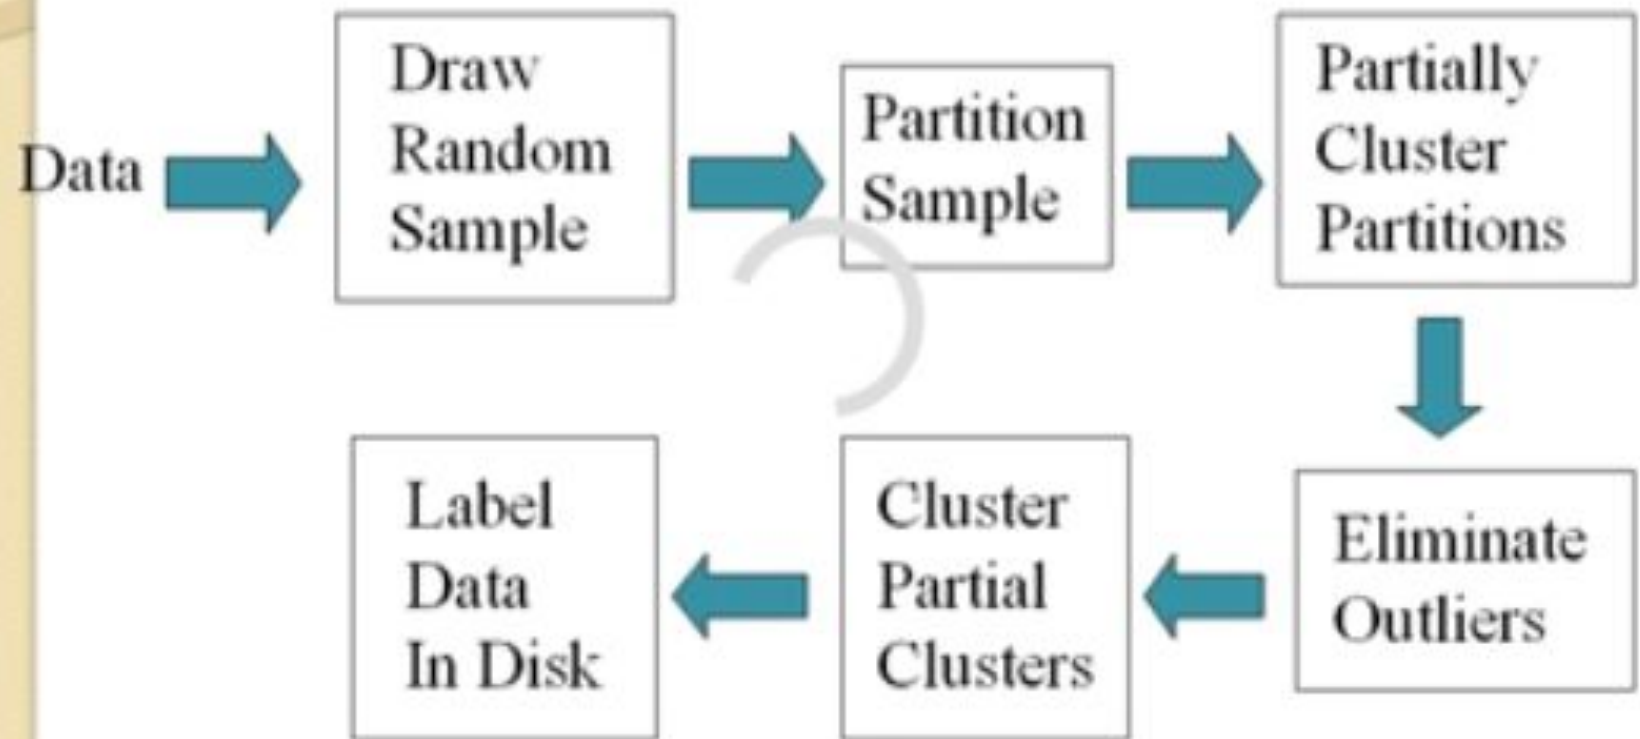 Data
Draw
Random
Sample
Partition
Sample
Partially
Cluster
Partitions
Eliminate
Outliers
Cluster
Partial
Clusters
Label
Data
In Disk